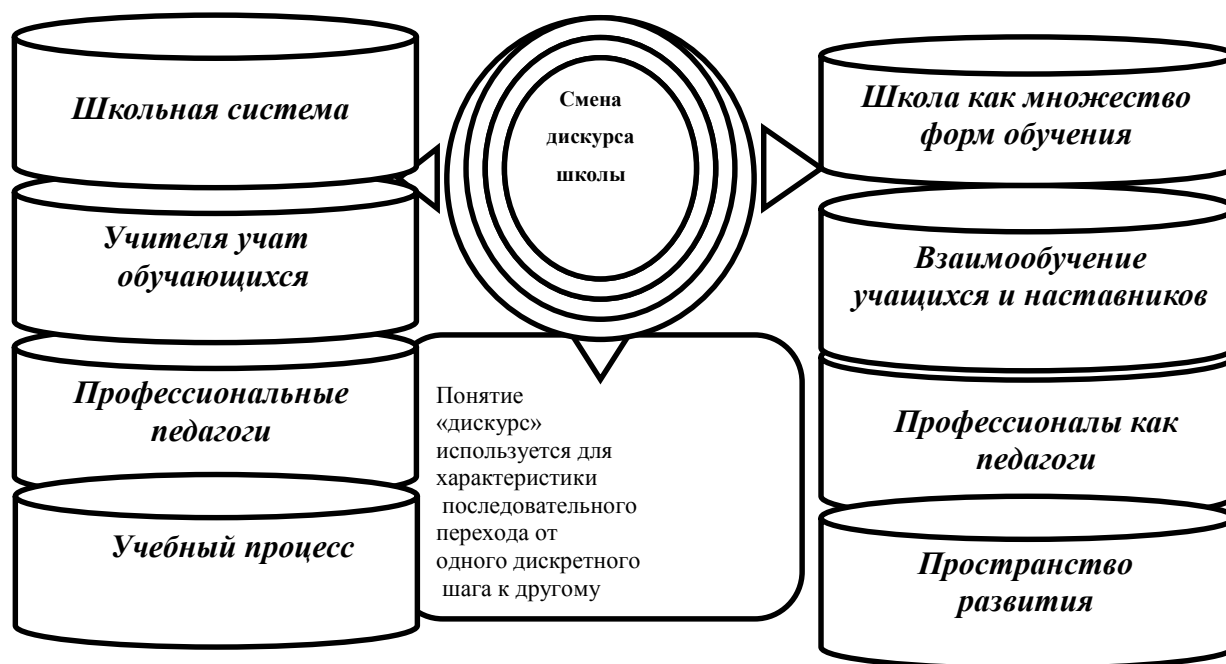 Школьная система
Учителя учат
обучающихся
Профессиональные
педагоги
Учебный процесс
Смена
дискурса
школы
Понятие
«дискурс»
используется для
характеристики
последовательного
перехода от
одного дискретного
шага к другому
Школа как множество
форм обучения
Взаимообучение
учащихся и наставников
Профессионалы как
педагоги
Пространство
развития